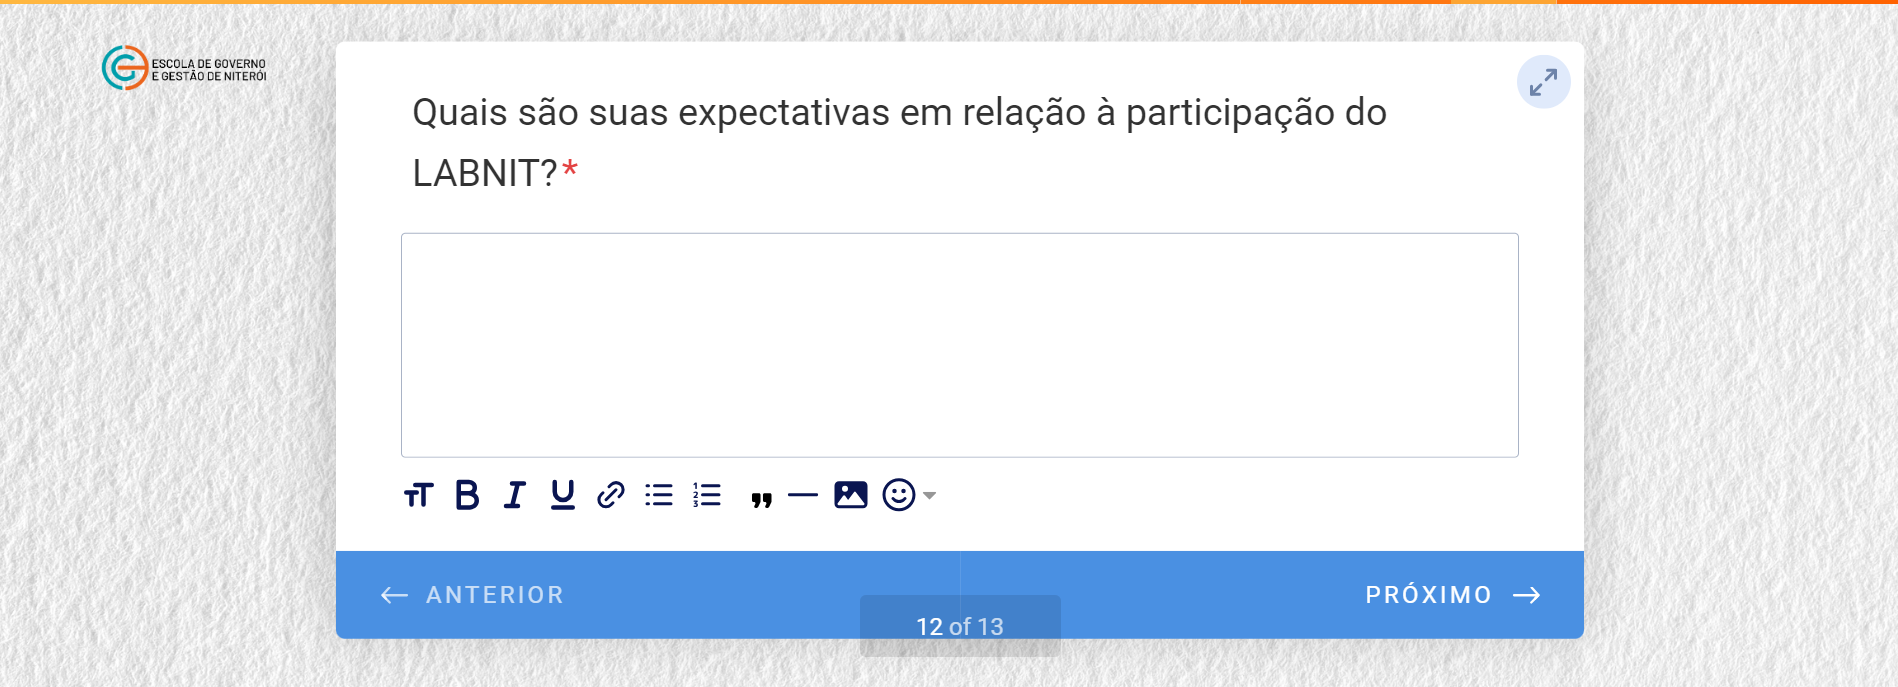 ESCOLA DE GOVERNO
E GESTÃO DE NITERÓI
Quais são suas expectativas em relação à participação do
LABNIT?*
ANTERIOR
PRÓXIMO
12 of 13